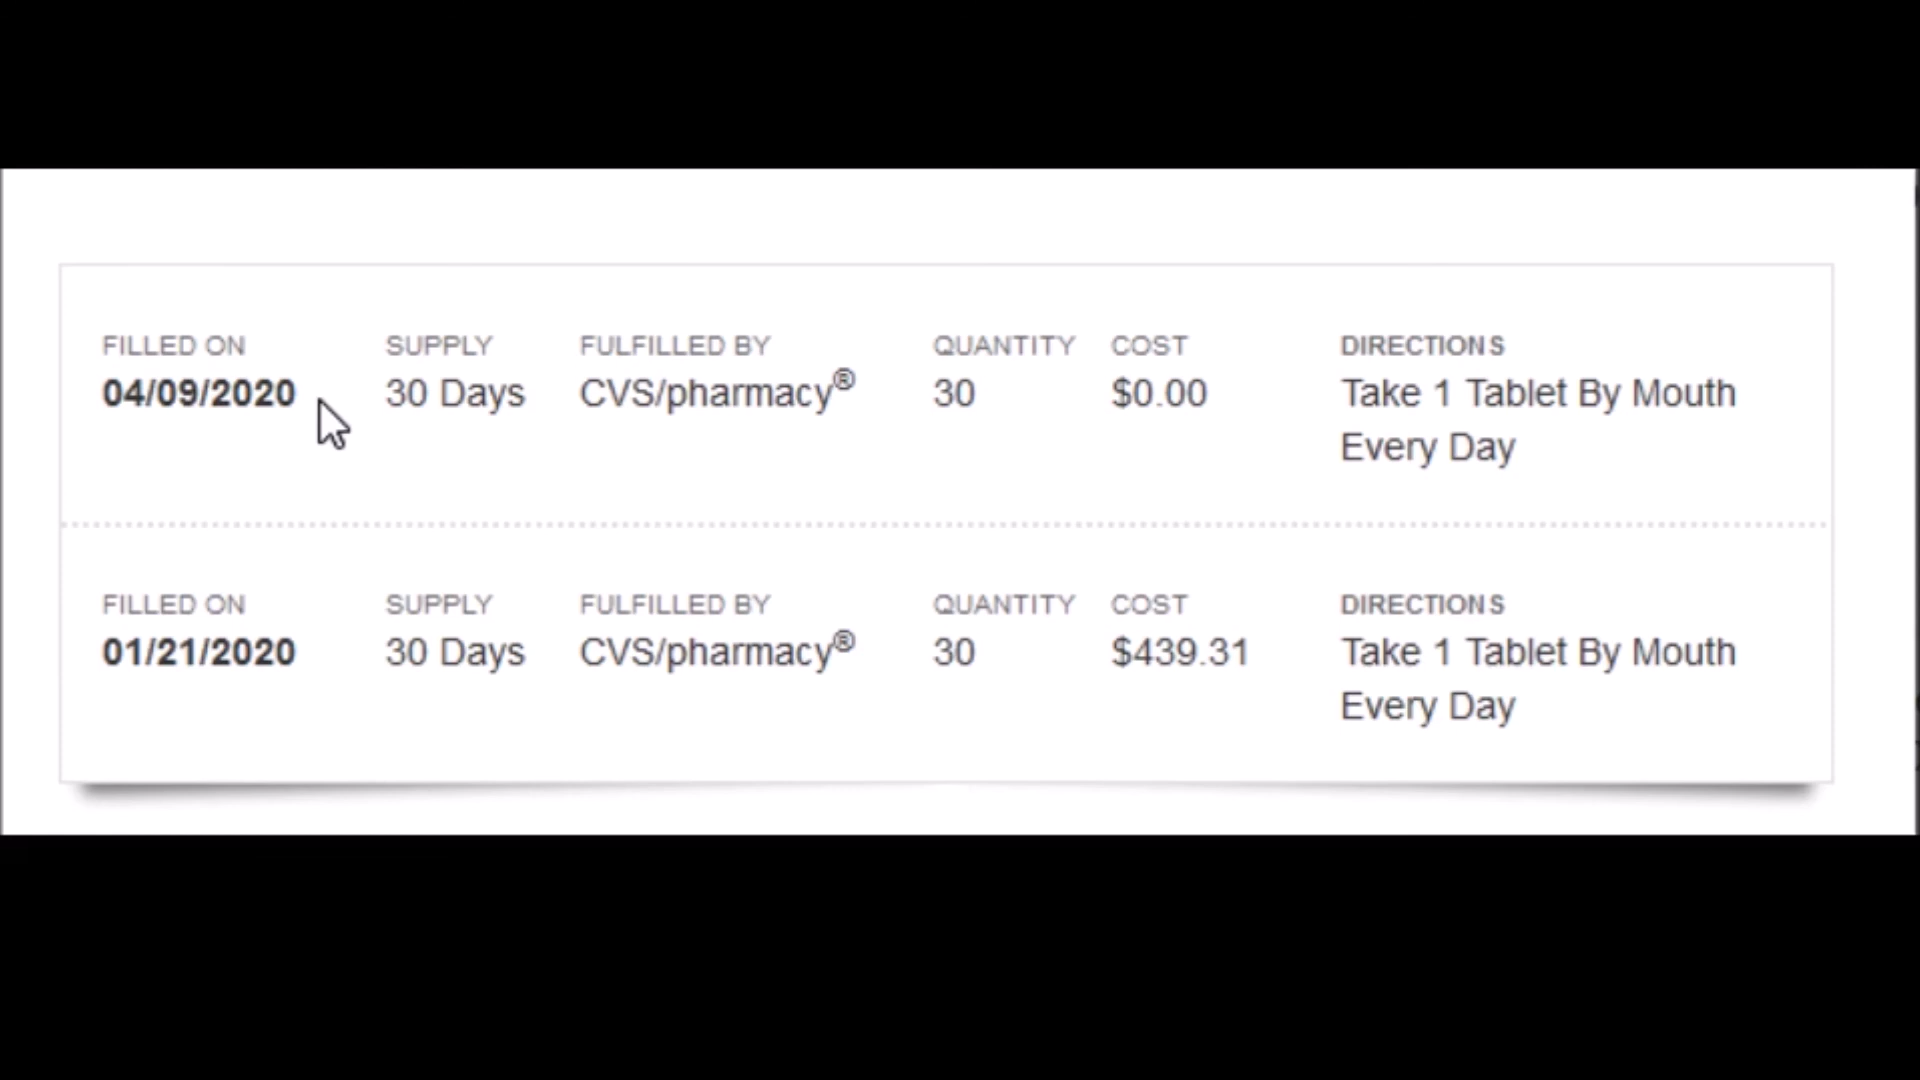 FILLED ON SUPPLY FULFILLED BY QUANTITY COST DIRECTIONS
04/09/2020 30 Days CVS/pharmacy® 30 $0.00 Take 1 Tablet By Mouth
Every Day
FILLED ON SUPPLY FULFILLED BY QUANTITY COST DIRECTIONS
01/21/2020 30 Days CVS/pharmacy® 30 $439.31 Take 1 Tablet By Mouth
Every Day